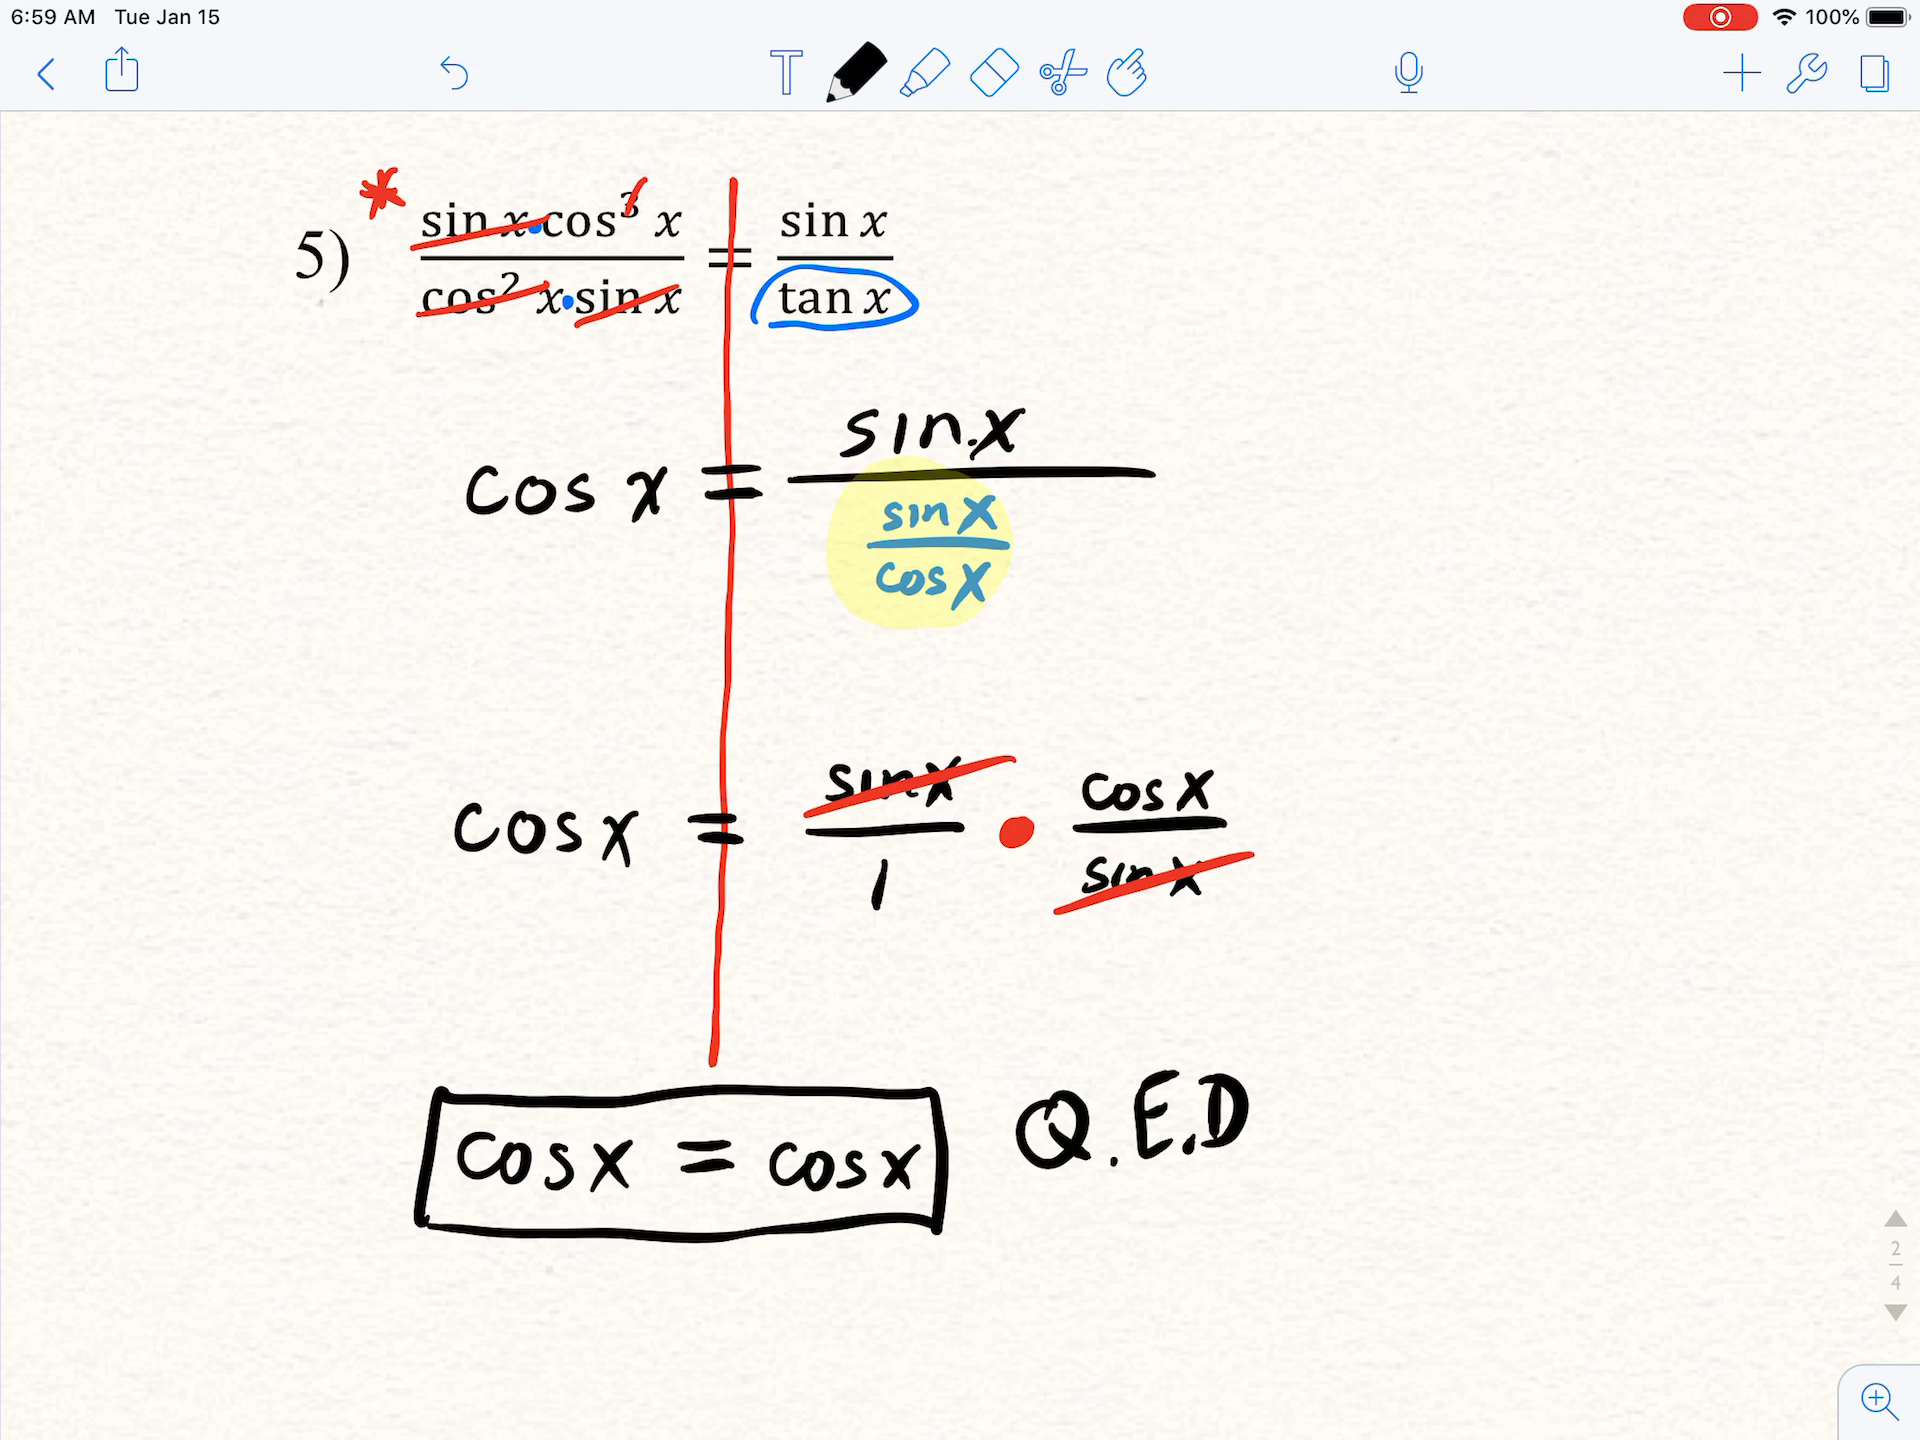 6:59 AM Tue Jan 15 100%
T
5) * sin x · cos³ x / cos² x · sin x = sin x / tan x
cos x = sin x / (sin x / cos x)
cos x = sin x / 1 · cos x / sin x
cos x = cos x Q.E.D
2
4